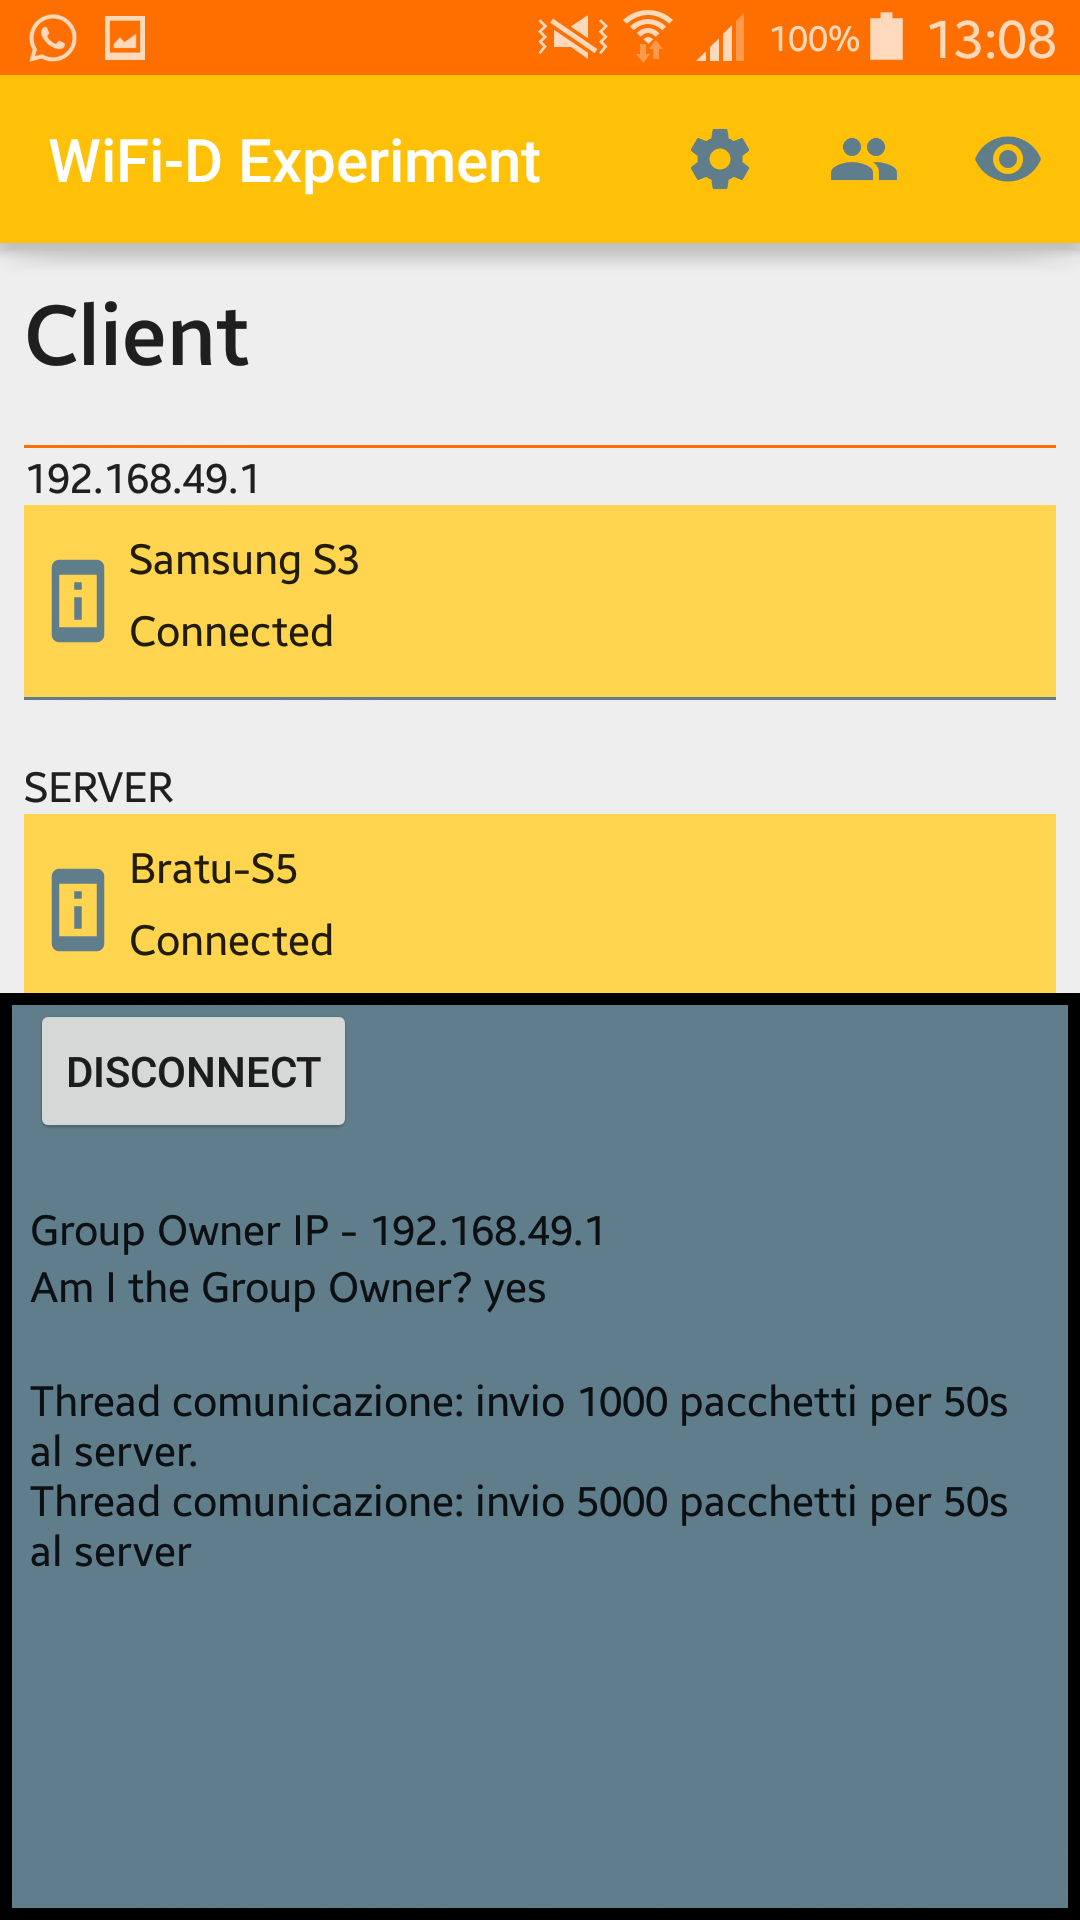 100% 13:08
WiFi-D Experiment
Client
192.168.49.1
Samsung S3
Connected
SERVER
Bratu-S5
Connected
DISCONNECT
Group Owner IP - 192.168.49.1
Am I the Group Owner? yes
Thread comunicazione: invio 1000 pacchetti per 50s
al server.
Thread comunicazione: invio 5000 pacchetti per 50s
al server